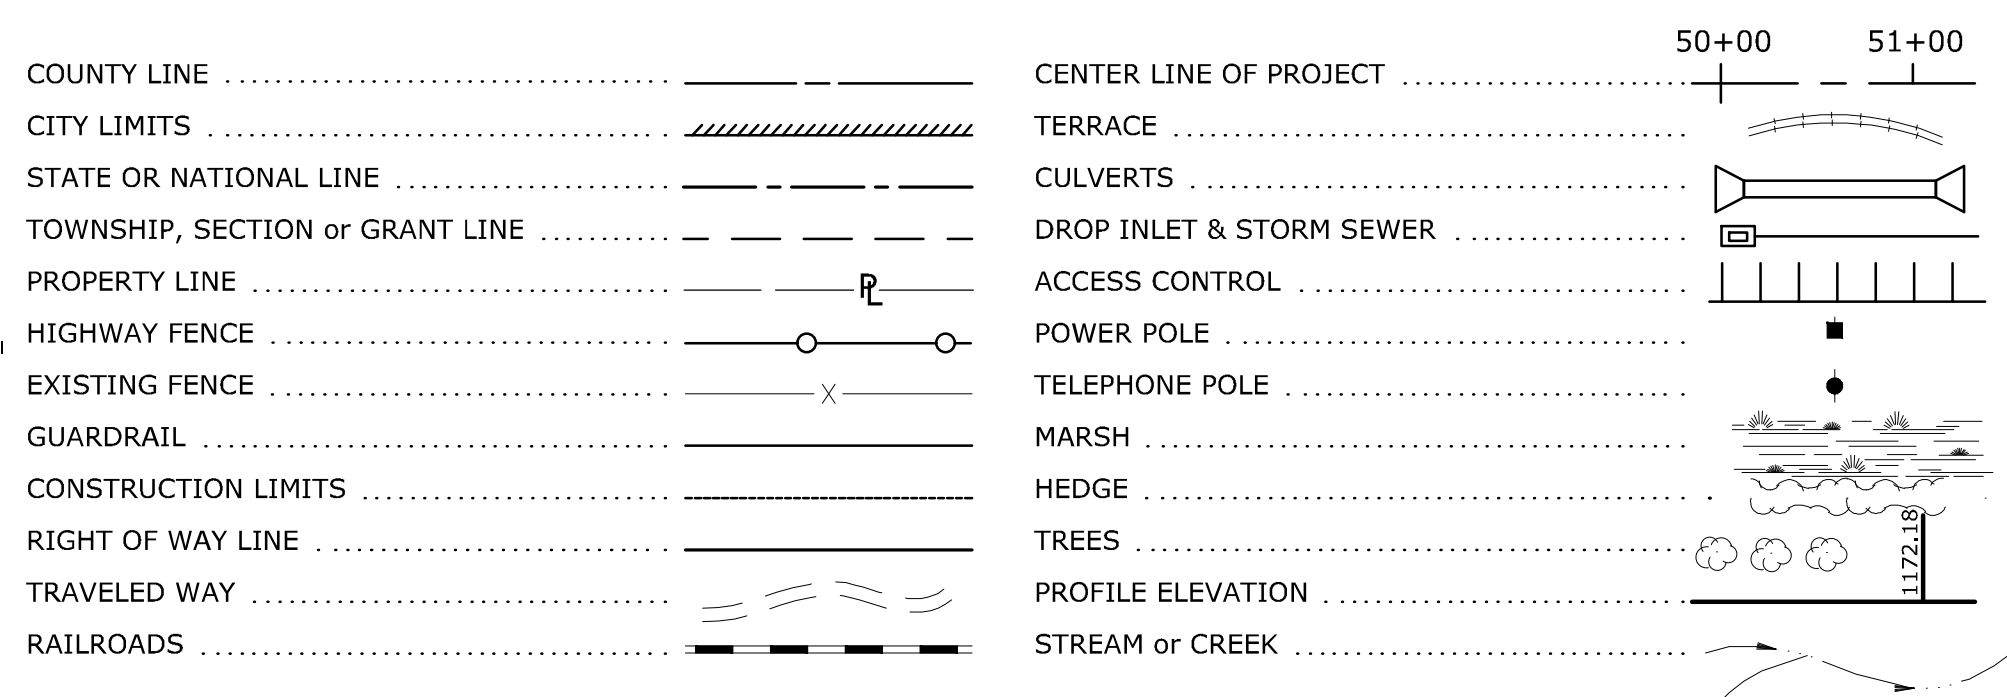 COUNTY LINE
CITY LIMITS
STATE OR NATIONAL LINE
TOWNSHIP, SECTION or GRANT LINE
PROPERTY LINE
PL
HIGHWAY FENCE
EXISTING FENCE
X
GUARDRAIL
CONSTRUCTION LIMITS
RIGHT OF WAY LINE
TRAVELED WAY
RAILROADS
50+00 51+00
CENTER LINE OF PROJECT
TERRACE
CULVERTS
DROP INLET & STORM SEWER
ACCESS CONTROL
POWER POLE
TELEPHONE POLE
MARSH
HEDGE
TREES
PROFILE ELEVATION
1172.18
STREAM or CREEK